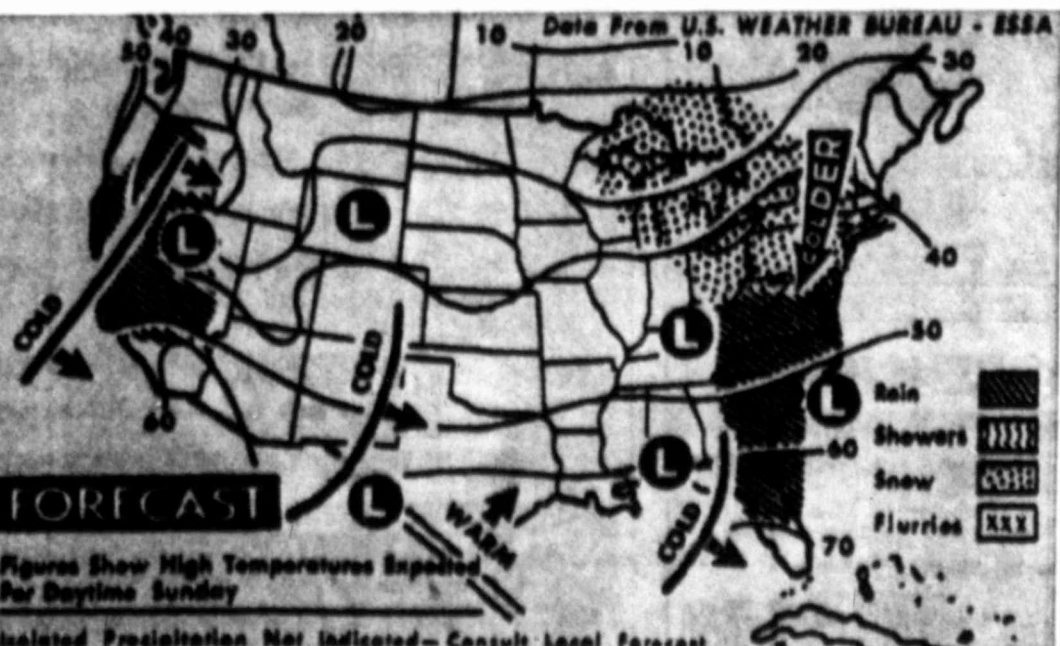 Data From U.S. WEATHER BUREAU - ESSA
50 40 30 20 10 10 20 30
COLDER
L
L
40
COLD
COLD
L
50
L
Rain
60
Showers
L
60
Snow
FORECAST
L
WARM
COLD
Flurries
XXX
70
Figures Show High Temperatures Expected
For Daytime Sunday
Isolated Precipitation Not Indicated - Consult Local Forecast